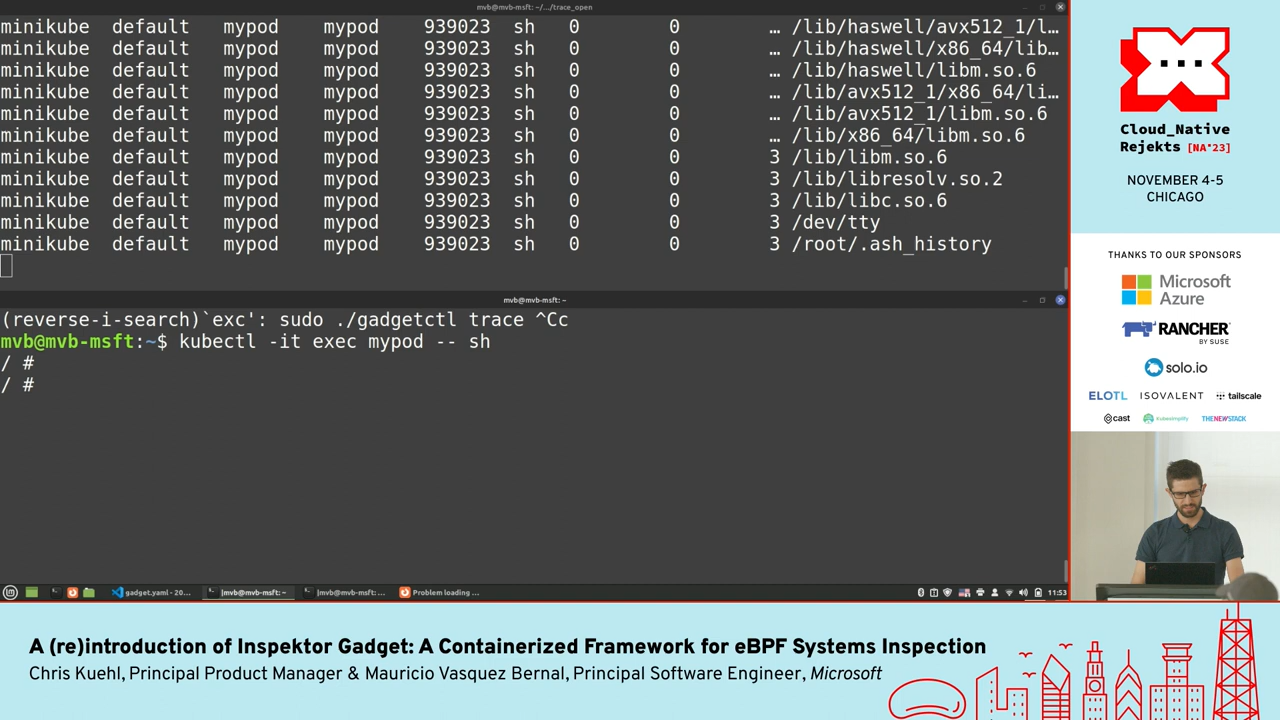 mvb@mvb-msft: ~/.../trace_open
minikube default mypod mypod 939023 sh 0 0 … /lib/haswell/avx512_1/l…
minikube default mypod mypod 939023 sh 0 0 … /lib/haswell/x86_64/lib…
minikube default mypod mypod 939023 sh 0 0 … /lib/haswell/libm.so.6
minikube default mypod mypod 939023 sh 0 0 … /lib/avx512_1/x86_64/li…
minikube default mypod mypod 939023 sh 0 0 … /lib/avx512_1/libm.so.6
minikube default mypod mypod 939023 sh 0 0 … /lib/x86_64/libm.so.6
minikube default mypod mypod 939023 sh 0 0 3 /lib/libm.so.6
minikube default mypod mypod 939023 sh 0 0 3 /lib/libresolv.so.2
minikube default mypod mypod 939023 sh 0 0 3 /lib/libc.so.6
minikube default mypod mypod 939023 sh 0 0 3 /dev/tty
minikube default mypod mypod 939023 sh 0 0 3 /root/.ash_history
mvb@mvb-msft: ~
(reverse-i-search)`exc': sudo ./gadgetctl trace ^Cc
mvb@mvb-msft:~$ kubectl -it exec mypod -- sh
/ #
/ #
gadget.yaml - 20...
mvb@mvb-msft: ~
mvb@mvb-msft: ...
Problem loading ...
11:53
Cloud_Native
Rejekts [NA'23]
NOVEMBER 4-5
CHICAGO
THANKS TO OUR SPONSORS
Microsoft
Azure
RANCHER
BY SUSE
solo.io
ELOTL ISOVALENT tailscale
cast Kubesimplify THENEWSTACK
A (re)introduction of Inspektor Gadget: A Containerized Framework for eBPF Systems Inspection
Chris Kuehl, Principal Product Manager & Mauricio Vasquez Bernal, Principal Software Engineer, Microsoft